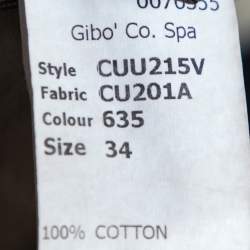 Gibo' Co. Spa
Style CUU215V
Fabric CU201A
Colour 635
Size 34
100% COTTON